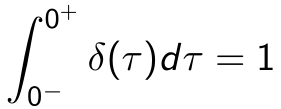 ∫_{0⁻}^{0⁺} δ(τ)dτ = 1